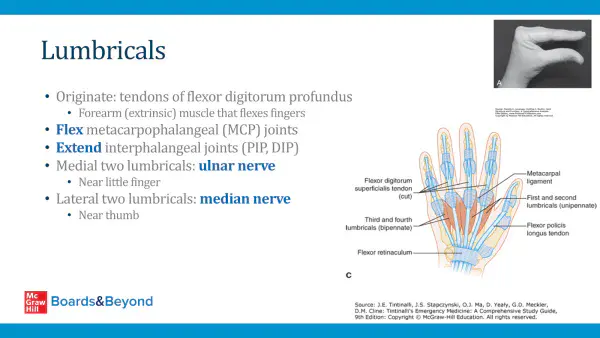 Lumbricals
• Originate: tendons of flexor digitorum profundus
• Forearm (extrinsic) muscle that flexes fingers
• Flex metacarpophalangeal (MCP) joints
• Extend interphalangeal joints (PIP, DIP)
• Medial two lumbricals: ulnar nerve
• Near little finger
• Lateral two lumbricals: median nerve
• Near thumb
A
Flexor digitorum
superficialis tendon
(cut)
Third and fourth
lumbricals (bipennate)
Flexor retinaculum
Metacarpal
ligament
First and second
lumbricals (unipennate)
Flexor policis
longus tendon
C
Source: J.E. Tintinalli, J.S. Stapczynski, O.J. Ma, D. Yealy, G.D. Meckler,
D.M. Cline: Tintinalli's Emergency Medicine: A Comprehensive Study Guide,
9th Edition: Copyright © McGraw-Hill Education. All rights reserved.
Mc
Graw
Hill
Boards&Beyond